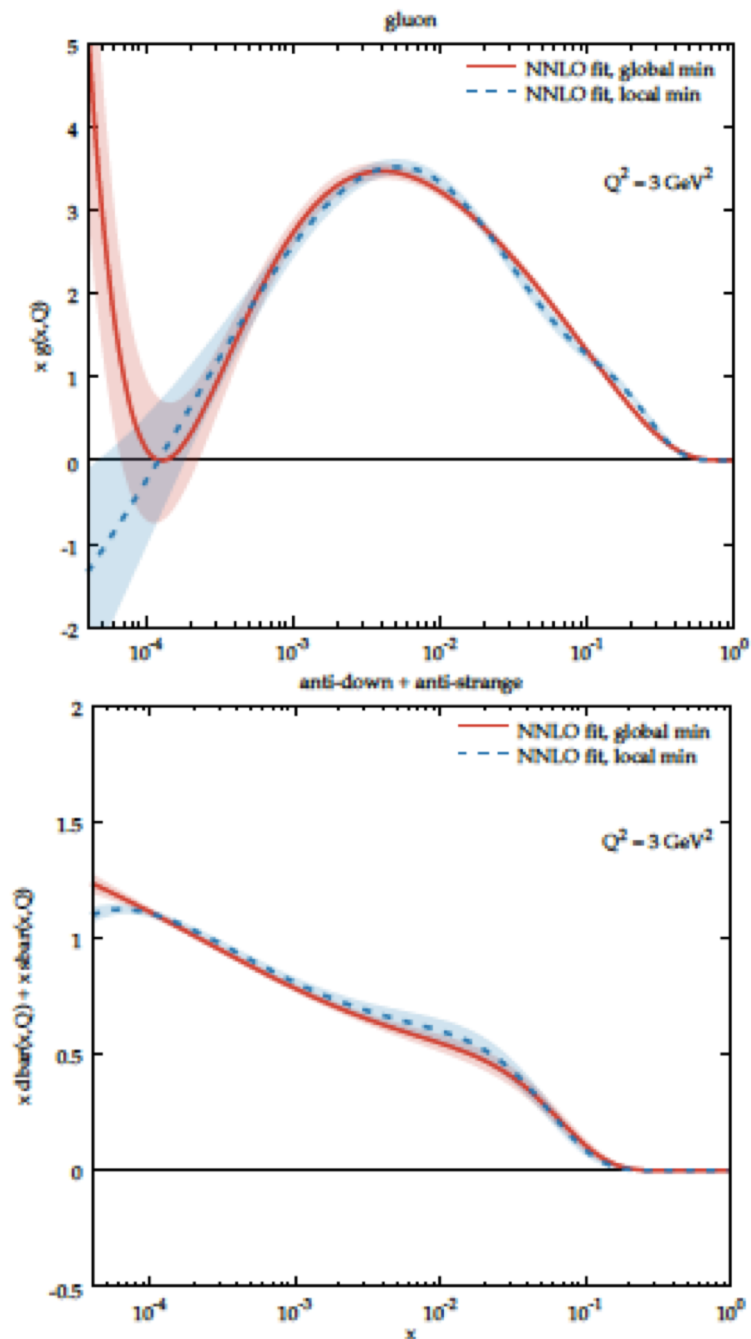 gluon
NNLO fit, global min
NNLO fit, local min
Q² = 3 GeV²
x g(x,Q)
5
4
3
2
1
0
-1
-2
10⁻⁴ 10⁻³ 10⁻² 10⁻¹ 10⁰
anti-down + anti-strange
NNLO fit, global min
NNLO fit, local min
Q² = 3 GeV²
x dbar(x,Q)) + x sbar(x,Q)
2
1.5
1
0.5
0
-0.5
10⁻⁴ 10⁻³ 10⁻² 10⁻¹ 10⁰
x